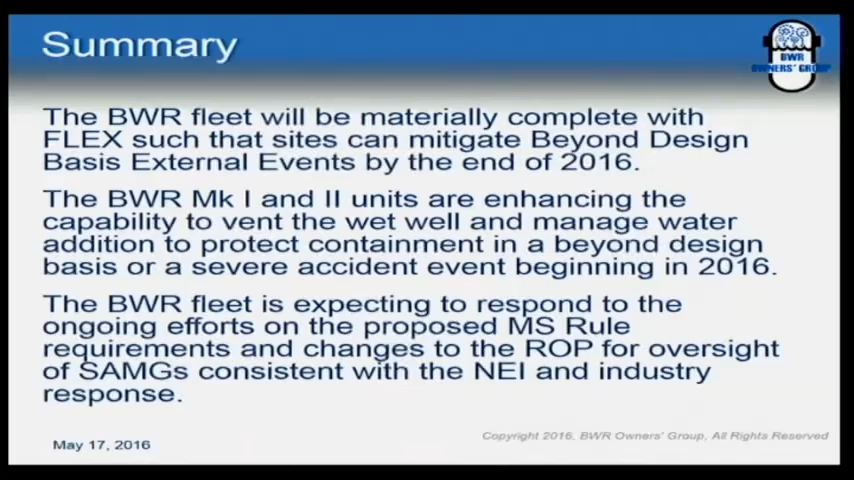 Summary
BWR
OWNERS' GROUP
The BWR fleet will be materially complete with
FLEX such that sites can mitigate Beyond Design
Basis External Events by the end of 2016.
The BWR Mk I and II units are enhancing the
capability to vent the wet well and manage water
addition to protect containment in a beyond design
basis or a severe accident event beginning in 2016.
The BWR fleet is expecting to respond to the
ongoing efforts on the proposed MS Rule
requirements and changes to the ROP for oversight
of SAMGs consistent with the NEI and industry
response.
May 17, 2016
Copyright 2016, BWR Owners' Group, All Rights Reserved